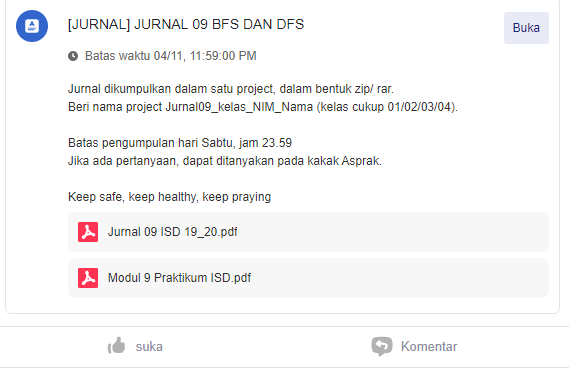 [JURNAL] JURNAL 09 BFS DAN DFS
Buka
Batas waktu 04/11, 11:59:00 PM
Jurnal dikumpulkan dalam satu project, dalam bentuk zip/ rar.
Beri nama project Jurnal09_kelas_NIM_Nama (kelas cukup 01/02/03/04).
Batas pengumpulan hari Sabtu, jam 23.59
Jika ada pertanyaan, dapat ditanyakan pada kakak Asprak.
Keep safe, keep healthy, keep praying
Jurnal 09 ISD 19_20.pdf
Modul 9 Praktikum ISD.pdf
suka
Komentar